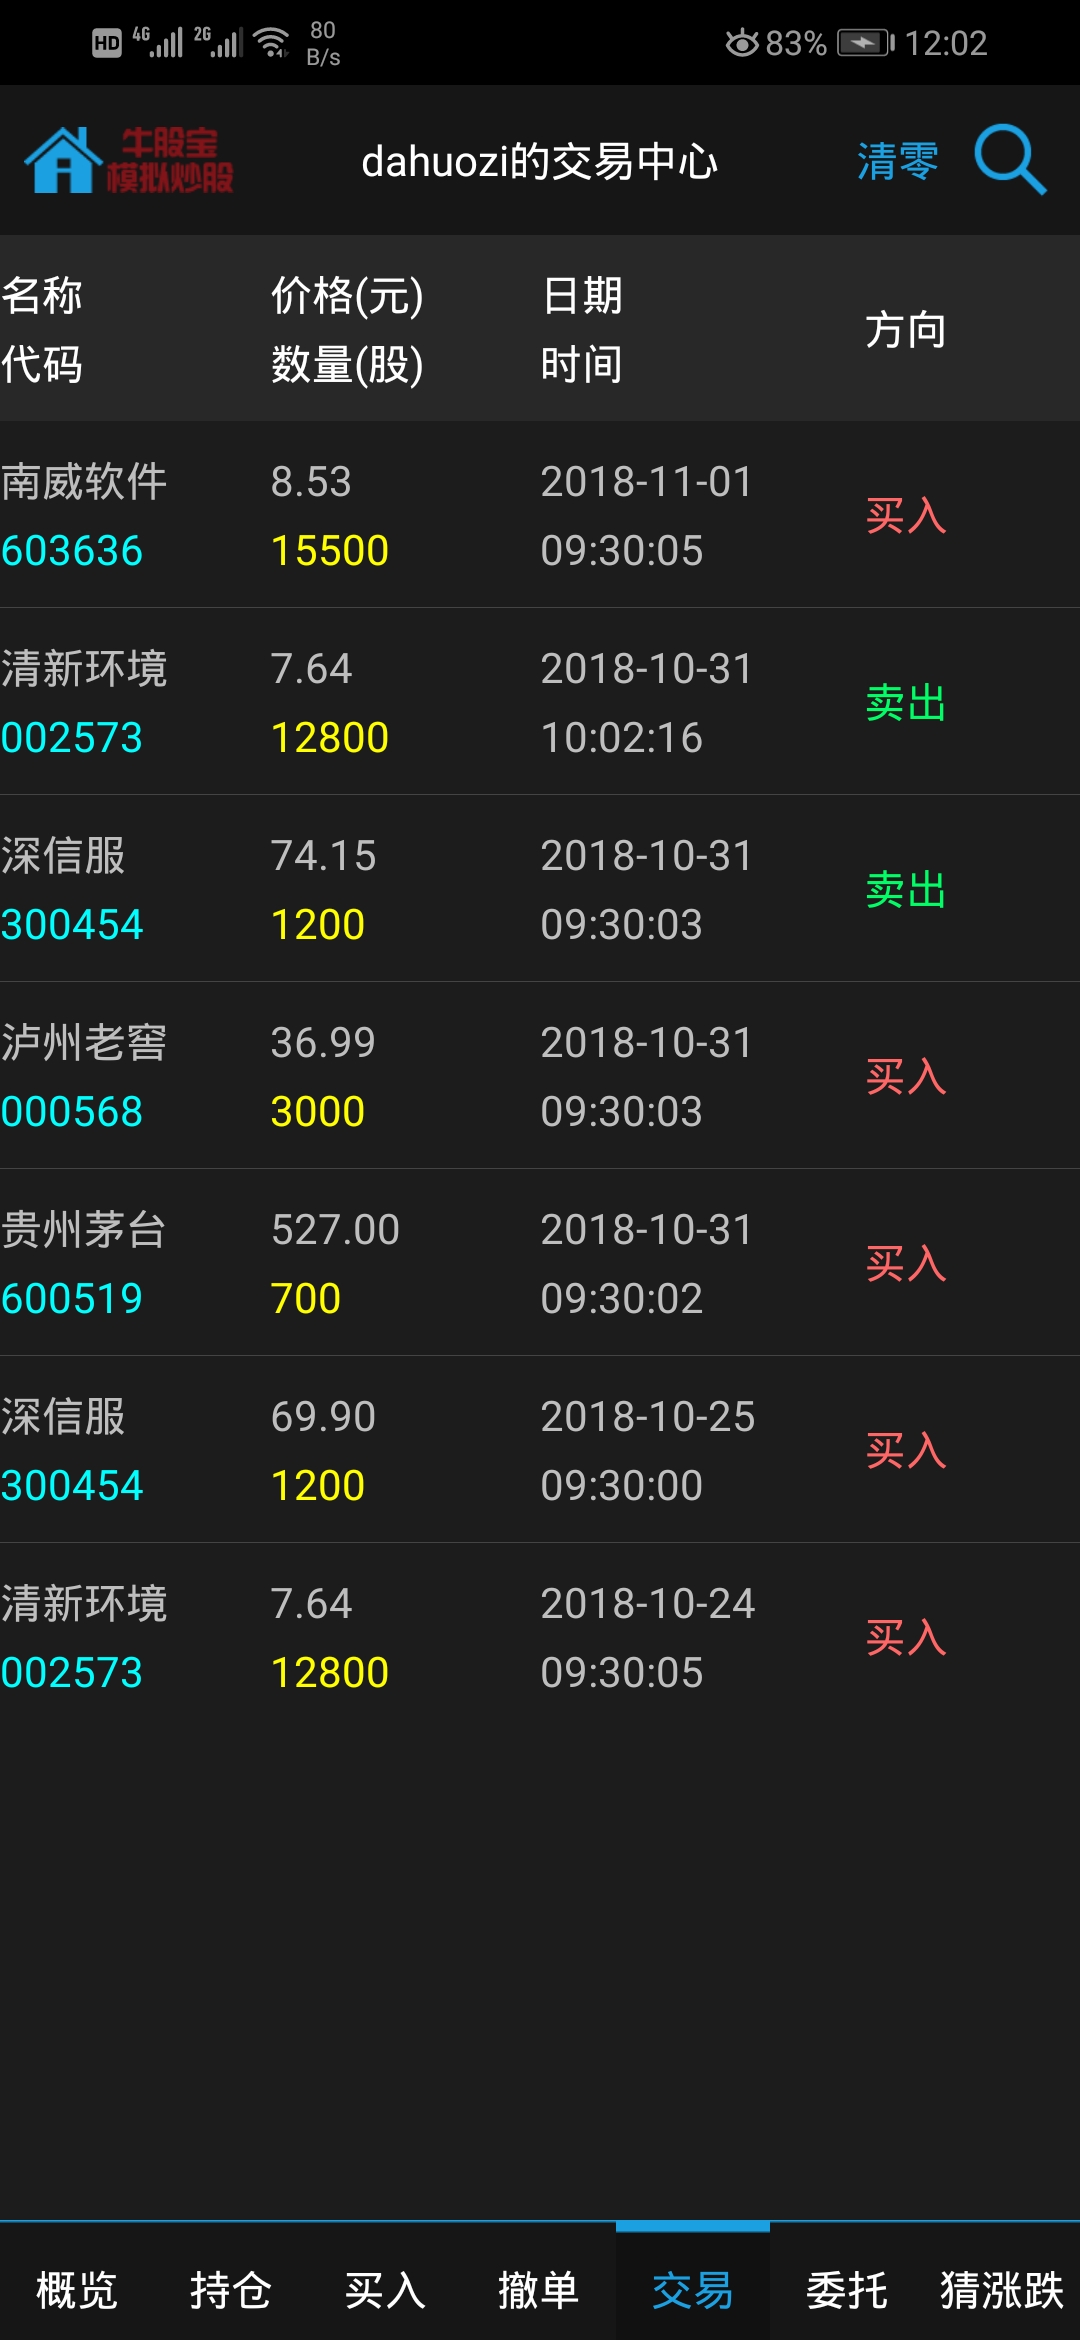 HD 4G 2G 80 B/s 83% 12:02
牛股宝
模拟炒股
dahuozi的交易中心 清零
名称 价格(元) 日期 方向
代码 数量(股) 时间
南威软件 8.53 2018-11-01 买入
603636 15500 09:30:05
清新环境 7.64 2018-10-31 卖出
002573 12800 10:02:16
深信服 74.15 2018-10-31 卖出
300454 1200 09:30:03
泸州老窖 36.99 2018-10-31 买入
000568 3000 09:30:03
贵州茅台 527.00 2018-10-31 买入
600519 700 09:30:02
深信服 69.90 2018-10-25 买入
300454 1200 09:30:00
清新环境 7.64 2018-10-24 买入
002573 12800 09:30:05
概览 持仓 买入 撤单 交易 委托 猜涨跌